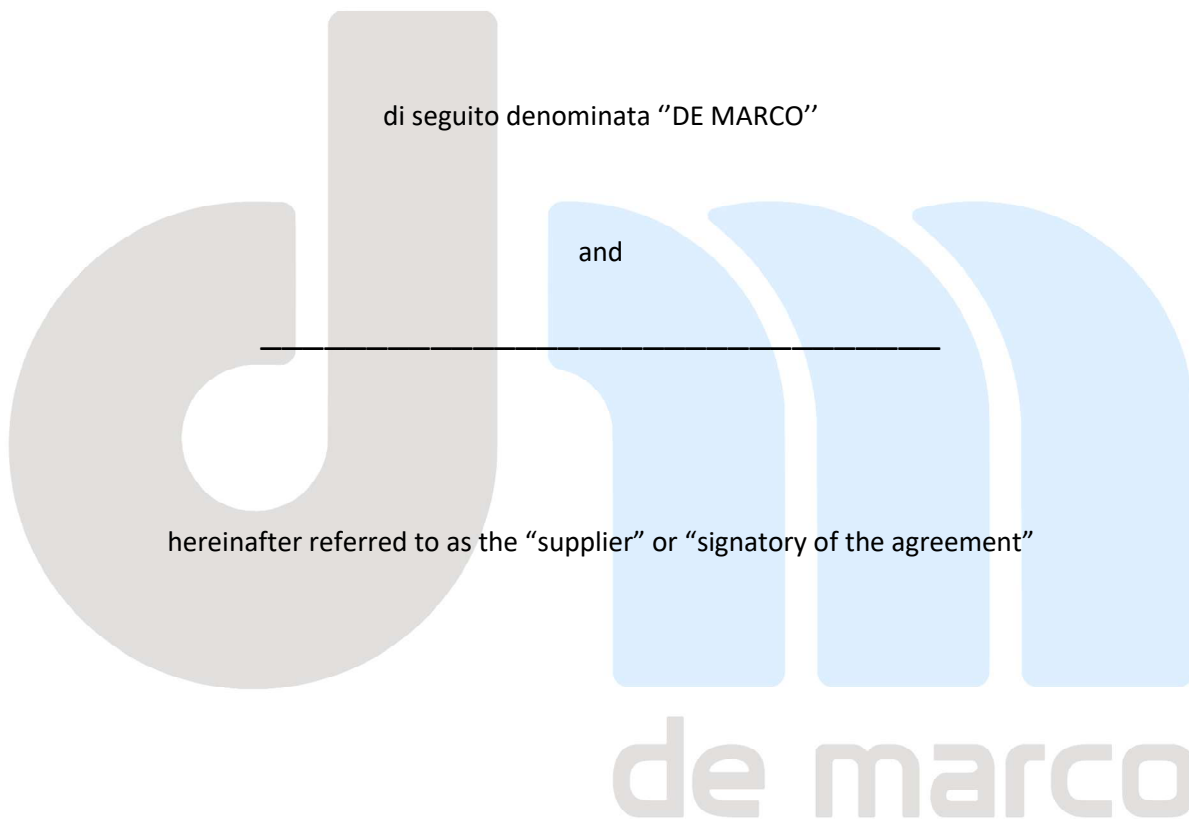 di seguito denominata ‘’DE MARCO’’
and
________________________________________
hereinafter referred to as the “supplier” or “signatory of the agreement”
de marco